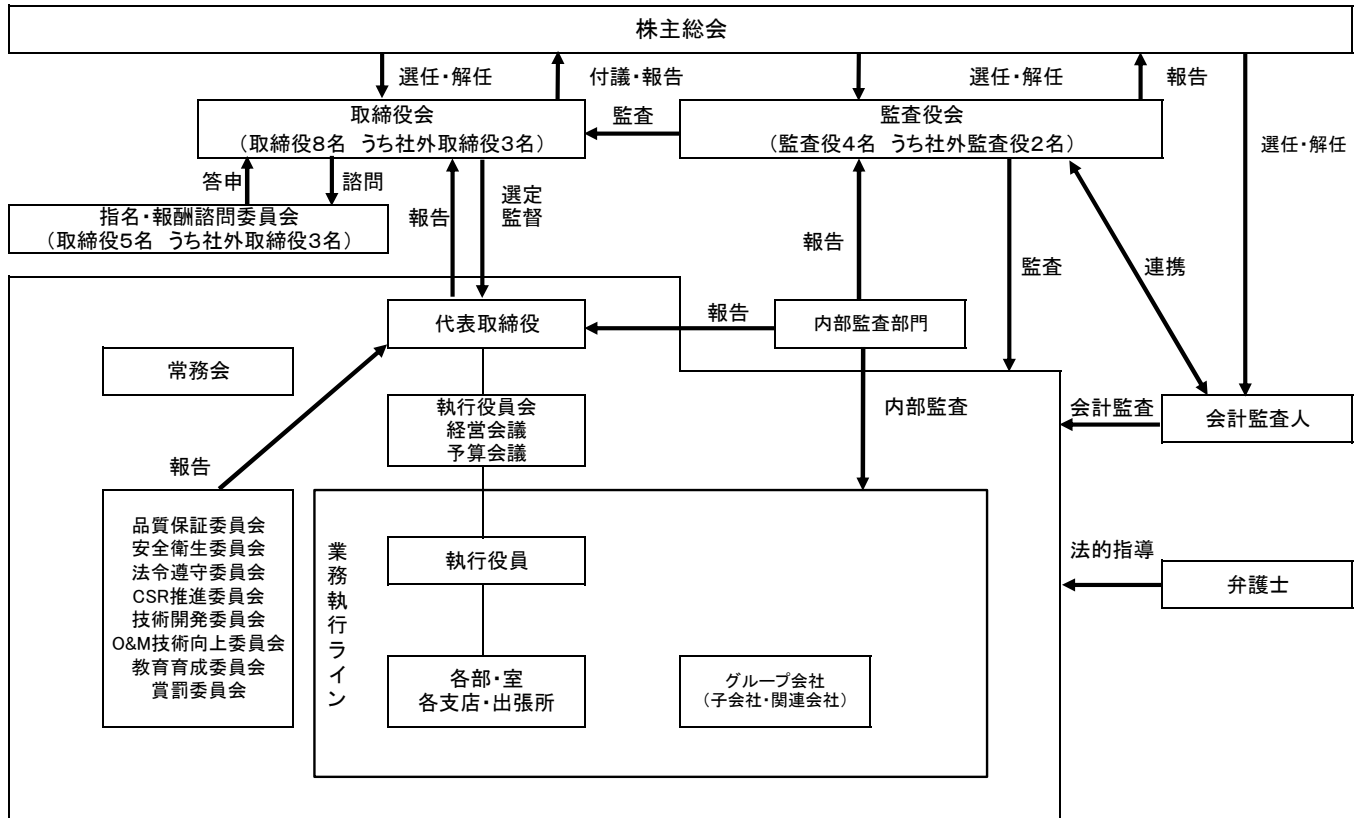 株主総会
選任・解任
付議・報告
選任・解任
報告
取締役会
(取締役8名 うち社外取締役3名)
監査
監査役会
(監査役4名 うち社外監査役2名)
選任・解任
答申
諮問
指名・報酬諮問委員会
(取締役5名 うち社外取締役3名)
報告
選定
監督
報告
監査
連携
代表取締役
報告
内部監査部門
常務会
執行役員会
経営会議
予算会議
内部監査
会計監査
会計監査人
報告
品質保証委員会
安全衛生委員会
法令遵守委員会
CSR推進委員会
技術開発委員会
O&M技術向上委員会
教育育成委員会
賞罰委員会
業務執行ライン
執行役員
法的指導
弁護士
各部・室
各支店・出張所
グループ会社
(子会社・関連会社)